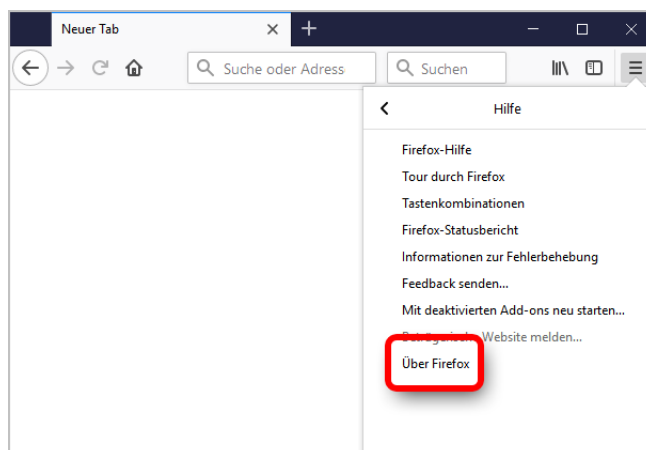 Neuer Tab
Suche oder Adress
Suchen
Hilfe
Firefox-Hilfe
Tour durch Firefox
Tastenkombinationen
Firefox-Statusbericht
Informationen zur Fehlerbehebung
Feedback senden...
Mit deaktivierten Add-ons neu starten...
Betrügerische Website melden...
Über Firefox